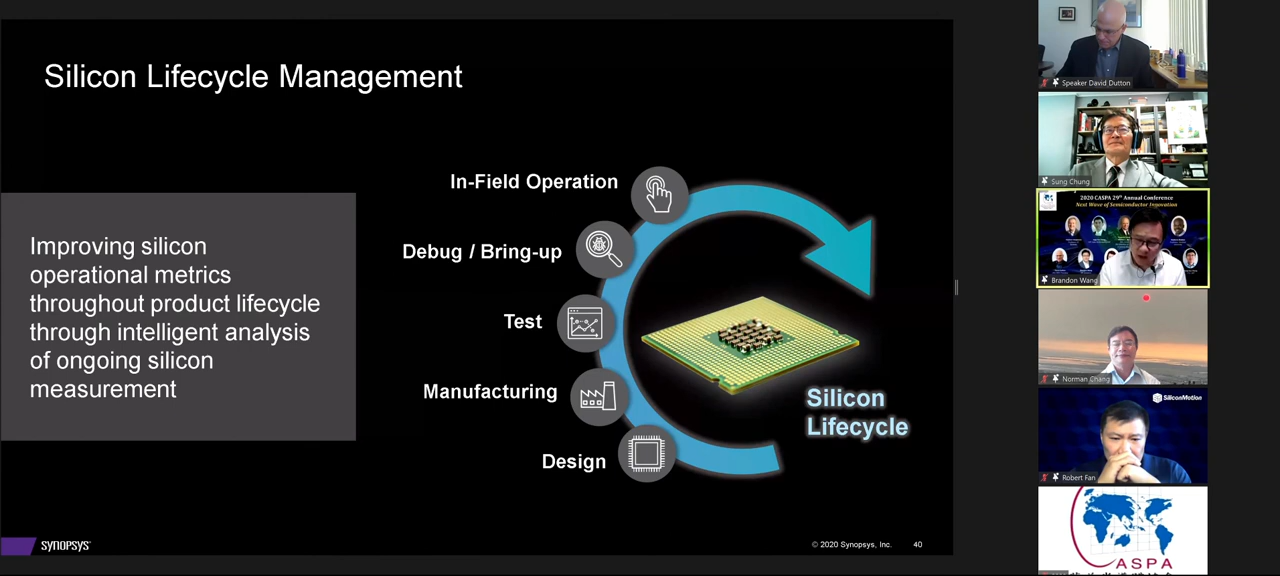 Silicon Lifecycle Management
In-Field Operation
Debug / Bring-up
Test
Manufacturing
Design
Improving silicon
operational metrics
throughout product lifecycle
through intelligent analysis
of ongoing silicon
measurement
Silicon
Lifecycle
SYNOPSYS®
© 2020 Synopsys, Inc.
40
Speaker David Dutton
Sung Chung
2020 CASPA 29th Annual Conference
Next Wave of Semiconductor Innovation
Brandon Wang
Norman Chang
SiliconMotion
Robert Fan
ASPA